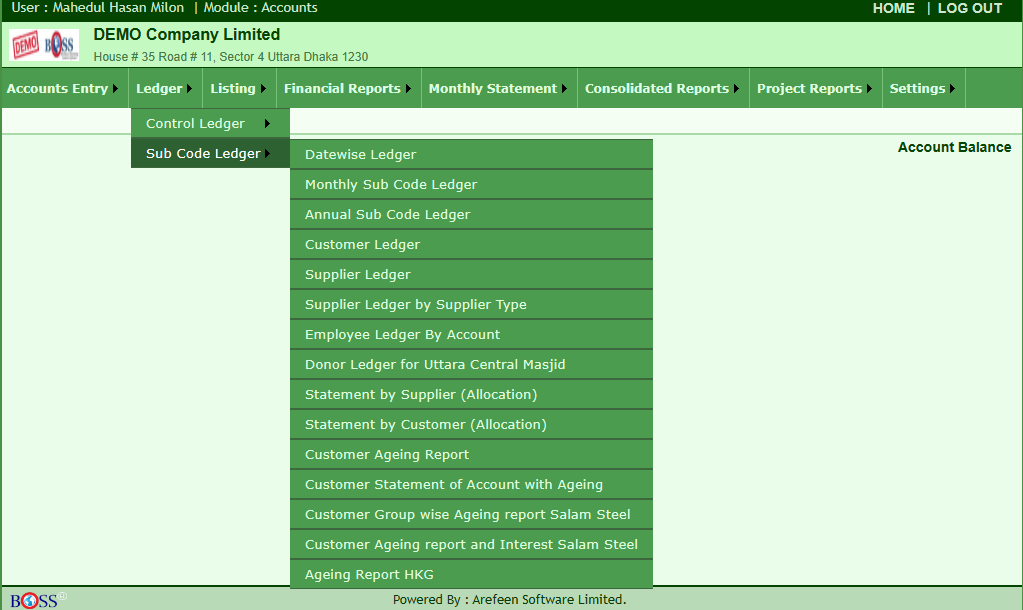 User : Mahedul Hasan Milon | Module : Accounts
HOME | LOG OUT
DEMO BOSS
DEMO Company Limited
House # 35 Road # 11, Sector 4 Uttara Dhaka 1230
Accounts Entry Ledger Listing Financial Reports Monthly Statement Consolidated Reports Project Reports Settings
Control Ledger
Sub Code Ledger
Account Balance
Datewise Ledger
Monthly Sub Code Ledger
Annual Sub Code Ledger
Customer Ledger
Supplier Ledger
Supplier Ledger by Supplier Type
Employee Ledger By Account
Donor Ledger for Uttara Central Masjid
Statement by Supplier (Allocation)
Statement by Customer (Allocation)
Customer Ageing Report
Customer Statement of Account with Ageing
Customer Group wise Ageing report Salam Steel
Customer Ageing report and Interest Salam Steel
Ageing Report HKG
BOSS
Powered By : Arefeen Software Limited.